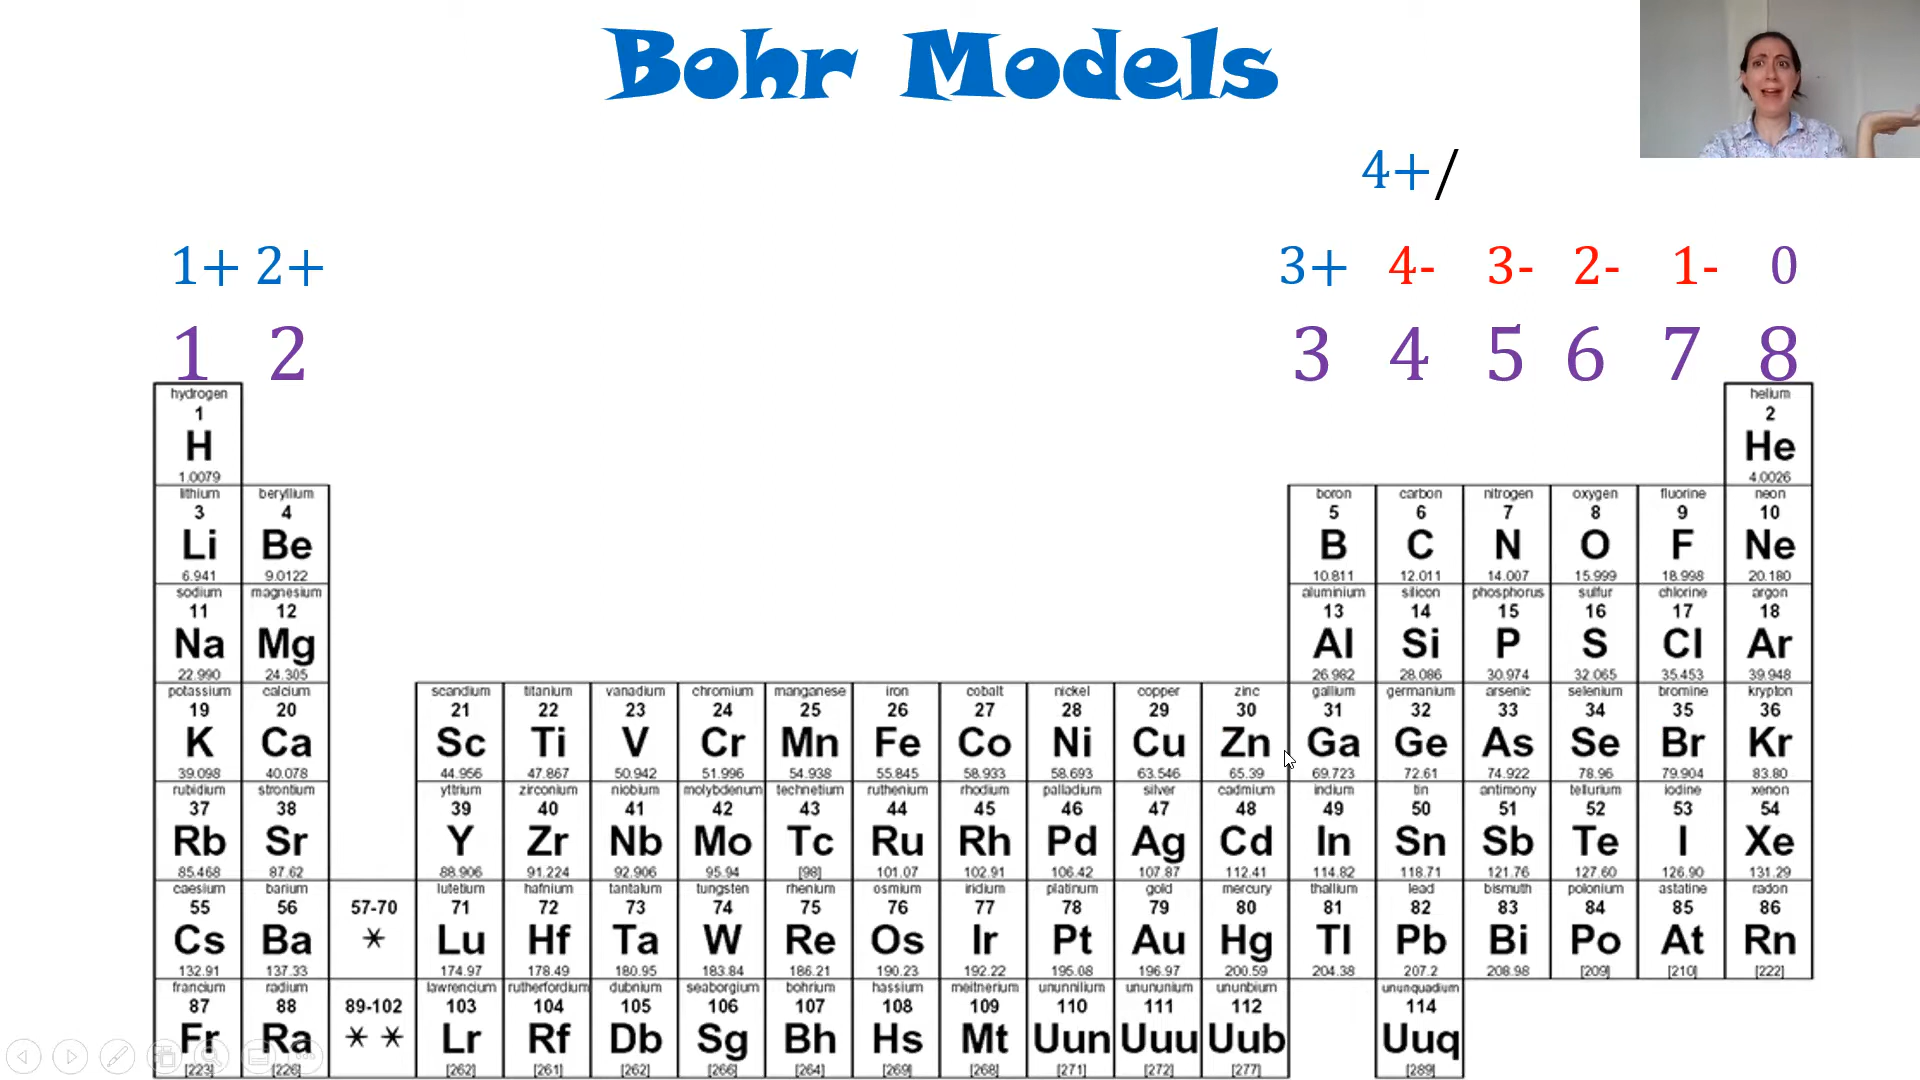 Bohr Models
4+/
1+ 2+ 3+ 4- 3- 2- 1- 0
1 2 3 4 5 6 7 8
hydrogen helium
1 2
H He
1.0079 4.0026
lithium beryllium boron carbon nitrogen oxygen fluorine neon
3 4 5 6 7 8 9 10
Li Be B C N O F Ne
6.941 9.0122 10.811 12.011 14.007 15.999 18.998 20.180
sodium magnesium aluminium silicon phosphorus sulfur chlorine argon
11 12 13 14 15 16 17 18
Na Mg Al Si P S Cl Ar
22.990 24.305 26.982 28.086 30.974 32.065 35.453 39.948
potassium calcium scandium titanium vanadium chromium manganese iron cobalt nickel copper zinc gallium germanium arsenic selenium bromine krypton
19 20 21 22 23 24 25 26 27 28 29 30 31 32 33 34 35 36
K Ca Sc Ti V Cr Mn Fe Co Ni Cu Zn Ga Ge As Se Br Kr
39.098 40.078 44.956 47.867 50.942 51.996 54.938 55.845 58.933 58.693 63.546 65.39 69.723 72.61 74.922 78.96 79.904 83.80
rubidium strontium yttrium zirconium niobium molybdenum technetium ruthenium rhodium palladium silver cadmium indium tin antimony tellurium iodine xenon
37 38 39 40 41 42 43 44 45 46 47 48 49 50 51 52 53 54
Rb Sr Y Zr Nb Mo Tc Ru Rh Pd Ag Cd In Sn Sb Te I Xe
85.468 87.62 88.906 91.224 92.906 95.94 [98] 101.07 102.91 106.42 107.87 112.41 114.82 118.71 121.76 127.60 126.90 131.29
caesium barium lutetium hafnium tantalum tungsten rhenium osmium iridium platinum gold mercury thallium lead bismuth polonium astatine radon
55 56 57-70 71 72 73 74 75 76 77 78 79 80 81 82 83 84 85 86
Cs Ba * Lu Hf Ta W Re Os Ir Pt Au Hg Tl Pb Bi Po At Rn
132.91 137.33 174.97 178.49 180.95 183.84 186.21 190.23 192.22 195.08 196.97 200.59 204.38 207.2 208.98 [209] [210] [222]
francium radium lawrencium rutherfordium dubnium seaborgium bohrium hassium meitnerium ununnilium unununium ununbium ununquadium
87 88 89-102 103 104 105 106 107 108 109 110 111 112 114
Fr Ra * * Lr Rf Db Sg Bh Hs Mt Uun Uuu Uub Uuq
[223] [226] [262] [261] [262] [266] [264] [269] [268] [271] [272] [277] [289]